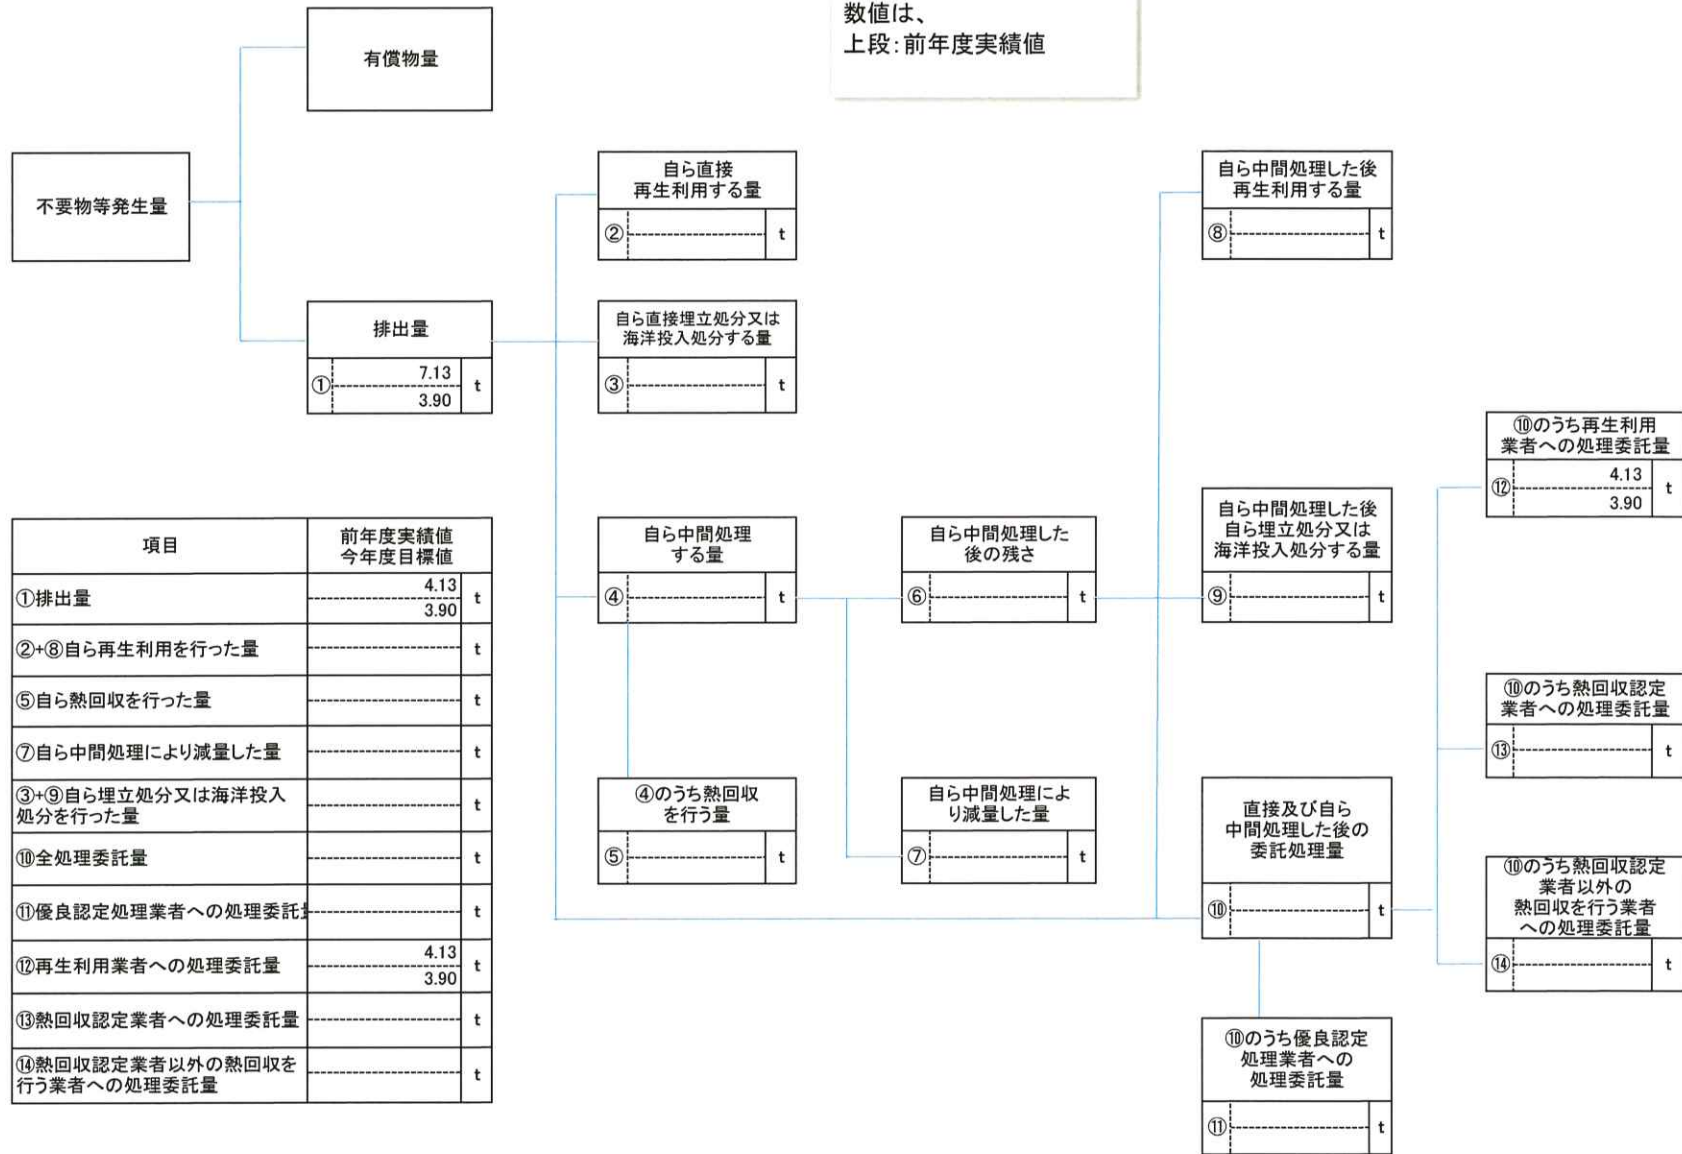 数値は、
上段：前年度実績値
有償物量
不要物等発生量
排出量
① 7.13 t
3.90
自ら直接
再生利用する量
② t
自ら直接埋立処分又は
海洋投入処分する量
③ t
自ら中間処理した後
再生利用する量
⑧ t
⑩のうち再生利用
業者への処理委託量
⑫ 4.13 t
3.90
自ら中間処理
する量
④ t
自ら中間処理した
後の残さ
⑥ t
自ら中間処理した後
自ら埋立処分又は
海洋投入処分する量
⑨ t
⑩のうち熱回収認定
業者への処理委託量
⑬ t
④のうち熱回収
を行う量
⑤ t
自ら中間処理によ
り減量した量
⑦ t
直接及び自ら
中間処理した後の
委託処理量
⑩ t
⑩のうち熱回収認定
業者以外の
熱回収を行う業者
への処理委託量
⑭ t
⑩のうち優良認定
処理業者への
処理委託量
⑪ t
項目 前年度実績値
今年度目標値
①排出量 4.13 t
3.90
②+⑧自ら再生利用を行った量 t
⑤自ら熱回収を行った量 t
⑦自ら中間処理により減量した量 t
③+⑨自ら埋立処分又は海洋投入
処分を行った量 t
⑩全処理委託量 t
⑪優良認定処理業者への処理委託 t
⑫再生利用業者への処理委託量 4.13 t
3.90
⑬熱回収認定業者への処理委託量 t
⑭熱回収認定業者以外の熱回収を
行う業者への処理委託量 t